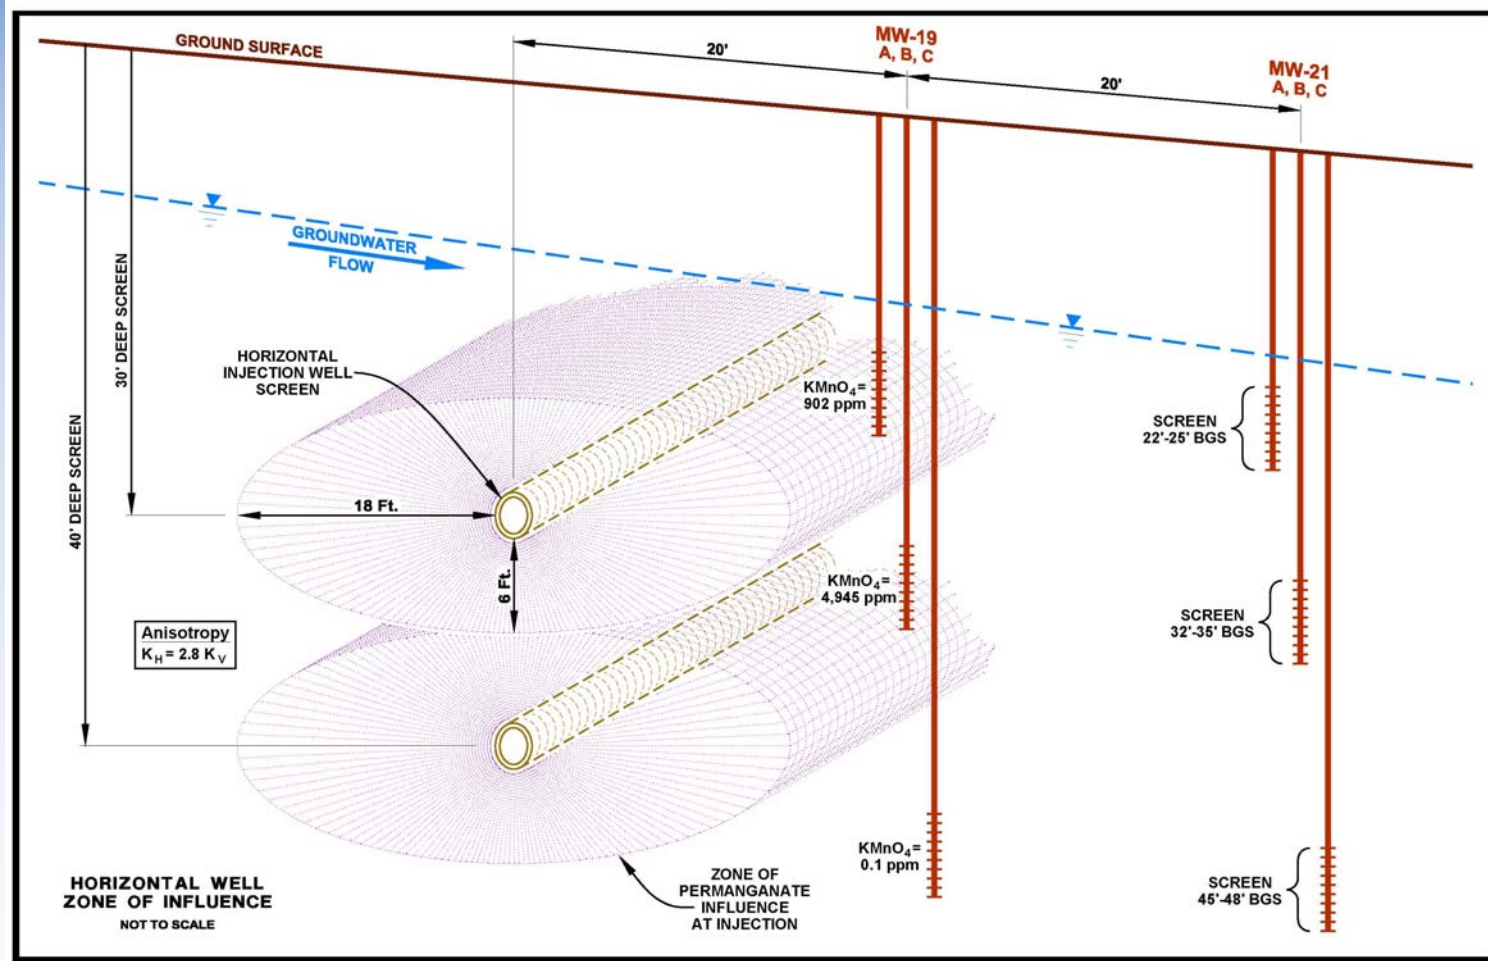 GROUND SURFACE
20'
MW-19
A, B, C
20'
MW-21
A, B, C
GROUNDWATER
FLOW
30' DEEP SCREEN
40' DEEP SCREEN
HORIZONTAL
INJECTION WELL
SCREEN
KMnO₄=
902 ppm
SCREEN
22'-25' BGS
18 Ft.
6 Ft.
KMnO₄=
4,945 ppm
SCREEN
32'-35' BGS
Anisotropy
K_H = 2.8 K_V
KMnO₄=
0.1 ppm
SCREEN
45'-48' BGS
ZONE OF
PERMANGANATE
INFLUENCE
AT INJECTION
HORIZONTAL WELL
ZONE OF INFLUENCE
NOT TO SCALE